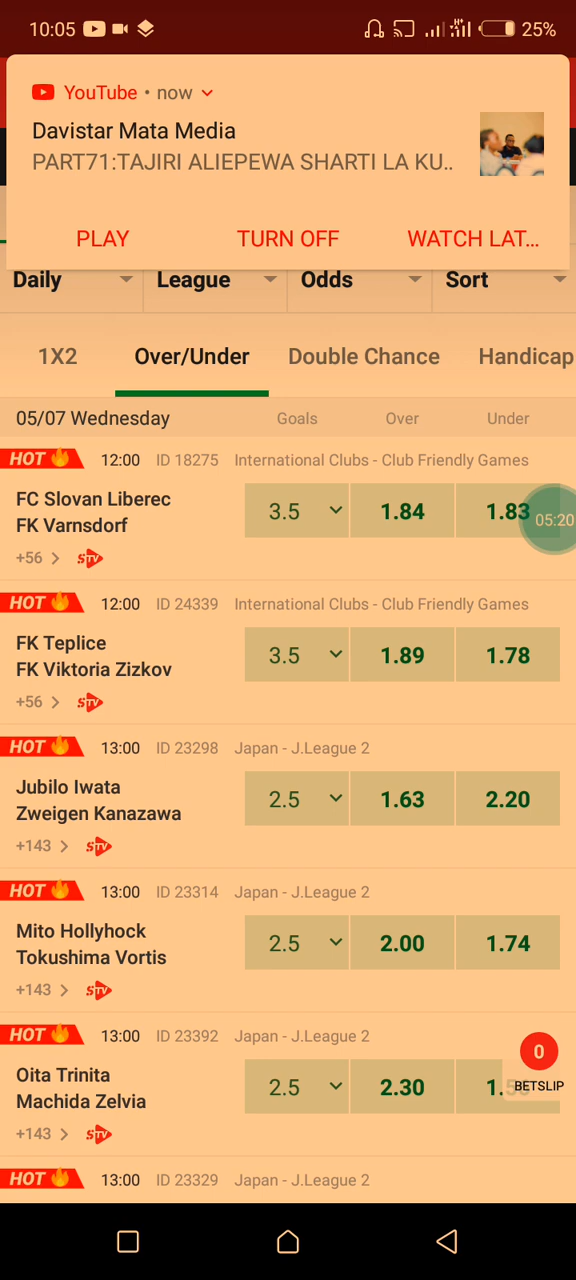 10:05 25%
YouTube • now
Davistar Mata Media
PART71:TAJIRI ALIEPEWA SHARTI LA KU..
PLAY TURN OFF WATCH LAT...
Daily League Odds Sort
1X2 Over/Under Double Chance Handicap
05/07 Wednesday Goals Over Under
HOT 12:00 ID 18275 International Clubs - Club Friendly Games
FC Slovan Liberec
FK Varnsdorf
3.5 1.84 1.83
05:20
+56 > STV
HOT 12:00 ID 24339 International Clubs - Club Friendly Games
FK Teplice
FK Viktoria Zizkov
3.5 1.89 1.78
+56 > STV
HOT 13:00 ID 23298 Japan - J.League 2
Jubilo Iwata
Zweigen Kanazawa
2.5 1.63 2.20
+143 > STV
HOT 13:00 ID 23314 Japan - J.League 2
Mito Hollyhock
Tokushima Vortis
2.5 2.00 1.74
+143 > STV
HOT 13:00 ID 23392 Japan - J.League 2
Oita Trinita
Machida Zelvia
2.5 2.30
0
BETSLIP
+143 > STV
HOT 13:00 ID 23329 Japan - J.League 2